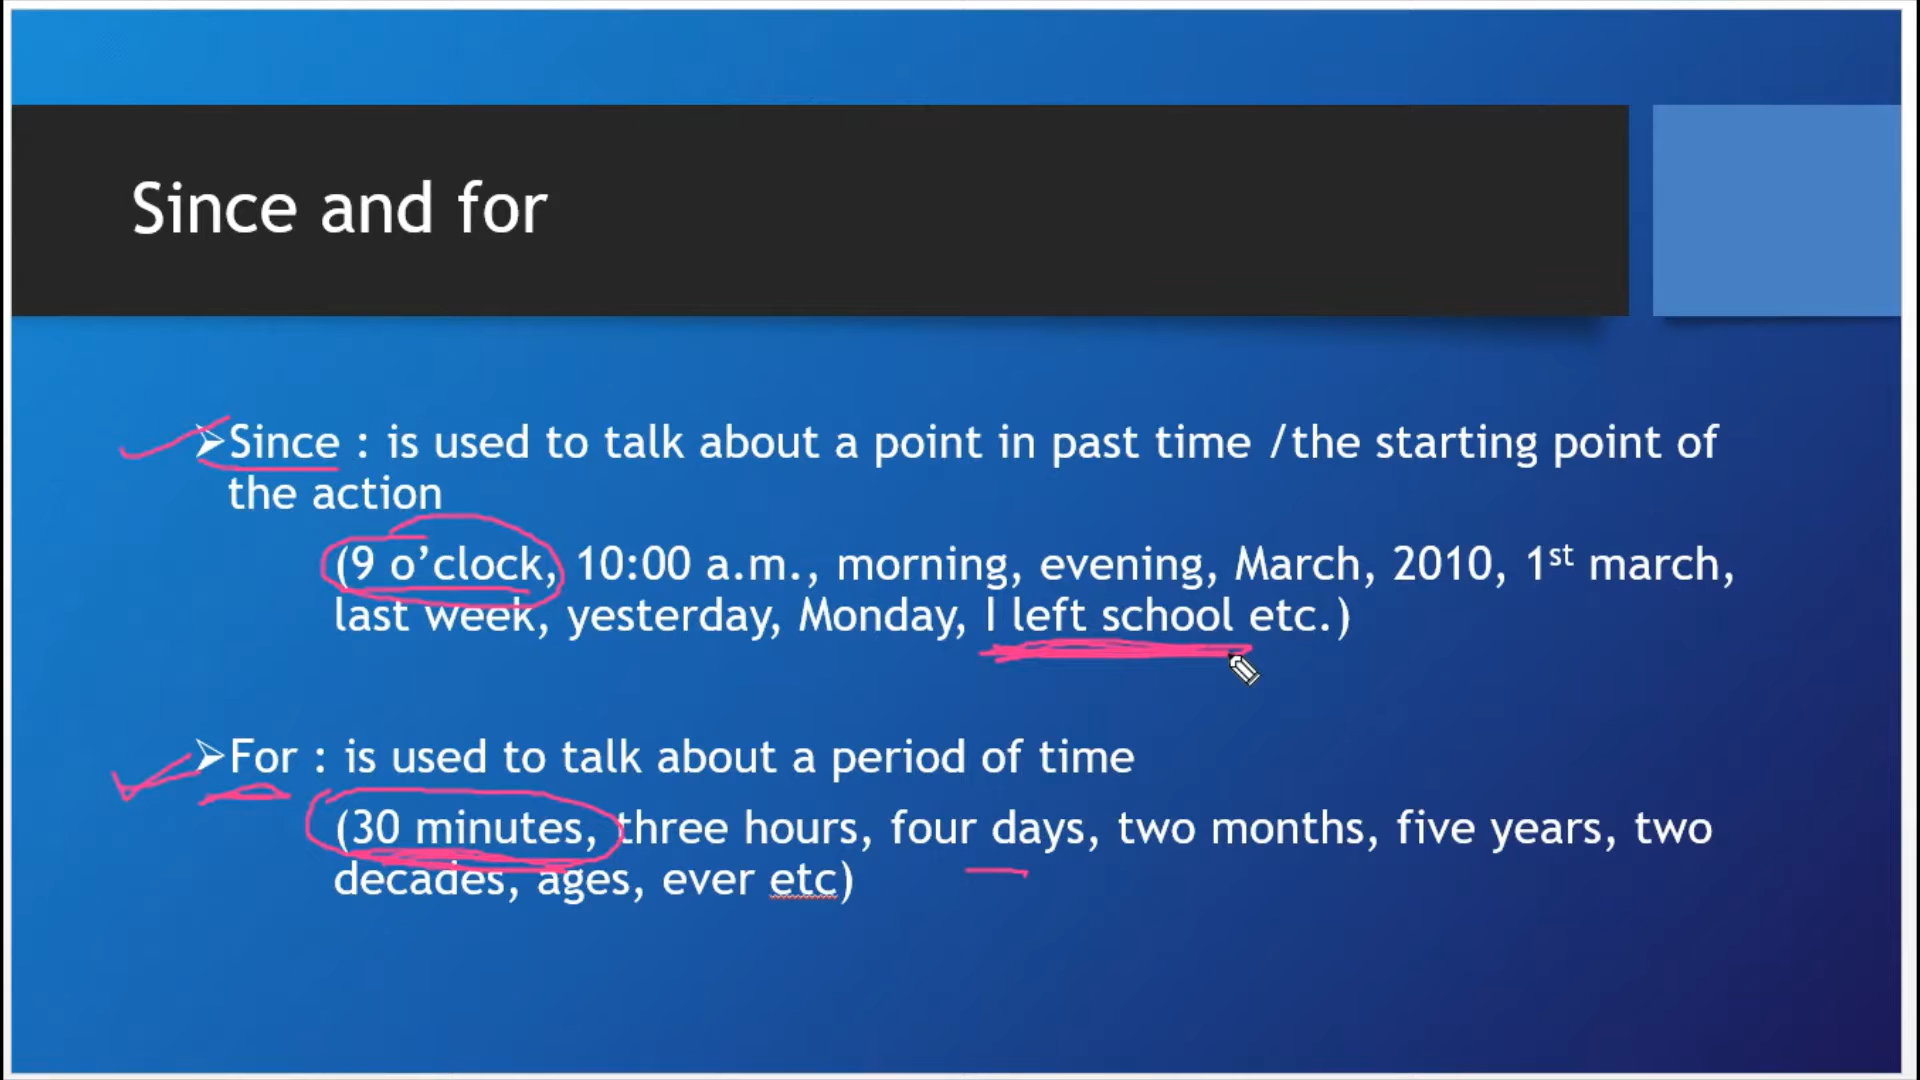 Since and for
➢Since : is used to talk about a point in past time /the starting point of
the action
(9 o’clock, 10:00 a.m., morning, evening, March, 2010, 1st march,
last week, yesterday, Monday, I left school etc.)
➢For : is used to talk about a period of time
(30 minutes, three hours, four days, two months, five years, two
decades, ages, ever etc)